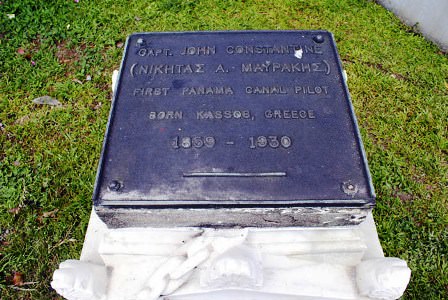 CAPT. JOHN CONSTANTINE
(ΝΙΚΗΤΑΣ Α. ΜΑΥΡΑΚΗΣ)
FIRST PANAMA CANAL PILOT
BORN KASSOS, GREECE
1859 - 1930